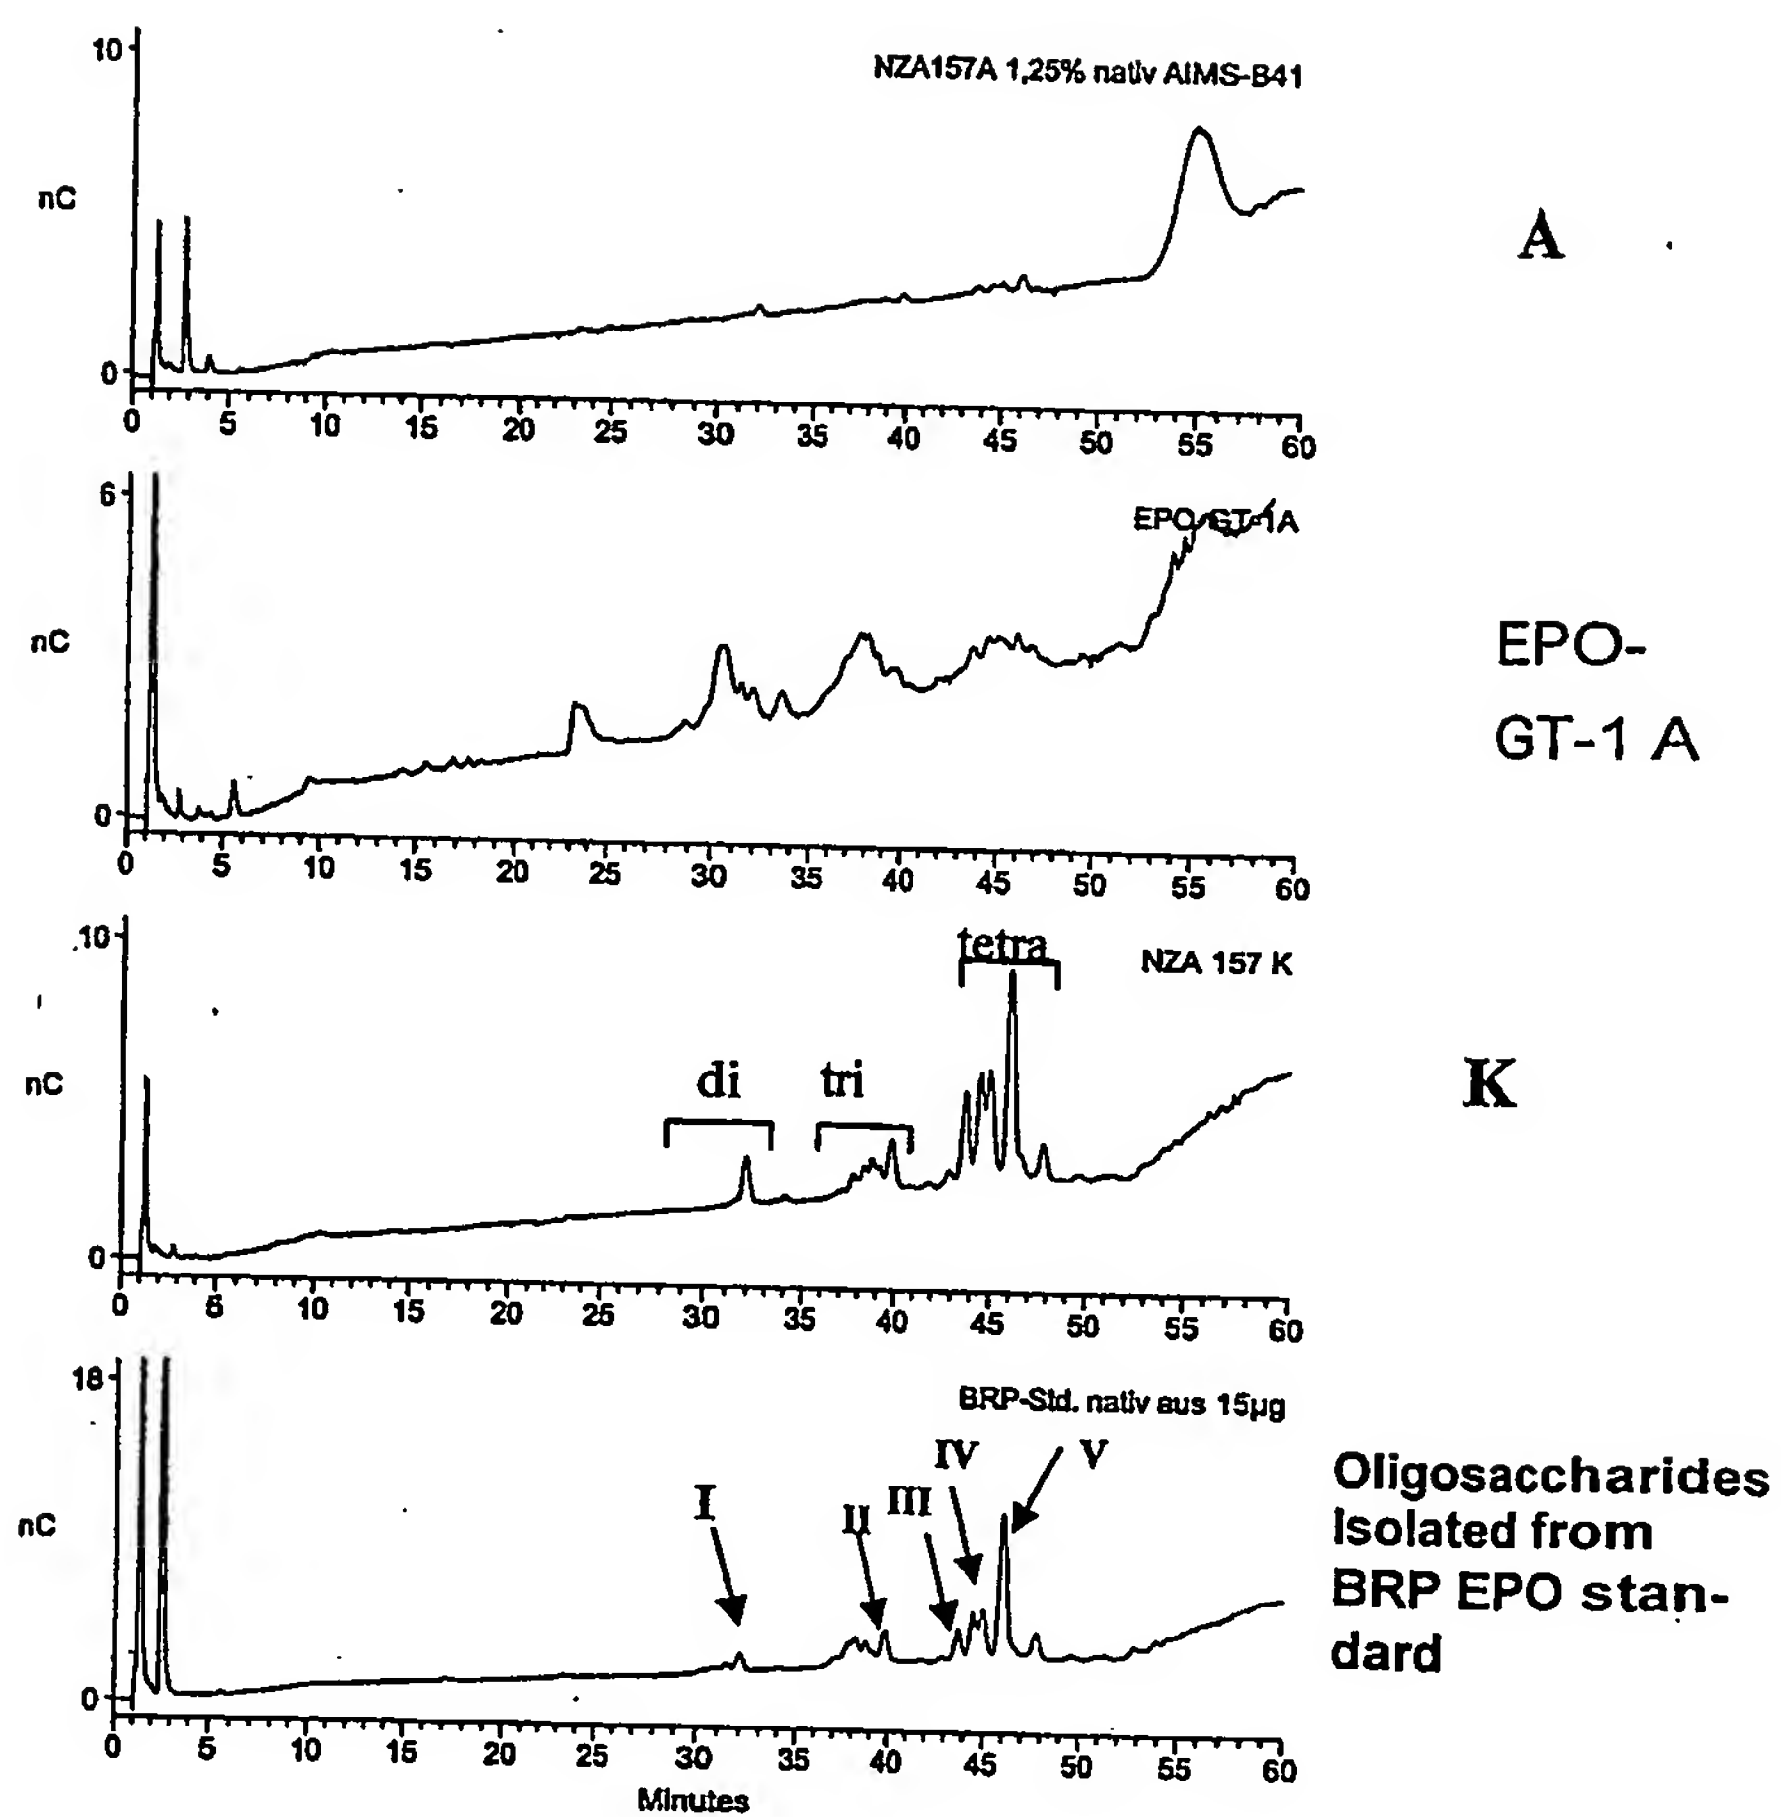 10
NZA157A 1,25% nativ AIMS-B41
nC
A
0
0 5 10 15 20 25 30 35 40 45 50 55 60
6
EPO-GT-1A
nC
EPO-
GT-1 A
0
0 5 10 15 20 25 30 35 40 45 50 55 60
10
tetra
NZA 157 K
di tri
nC
K
0
0 5 10 15 20 25 30 35 40 45 50 55 60
18
BRP-Std. nativ aus 15µg
I II III IV V
nC
Oligosaccharides
Isolated from
BRP EPO stan-
dard
0
0 5 10 15 20 25 30 35 40 45 50 55 60
Minutes